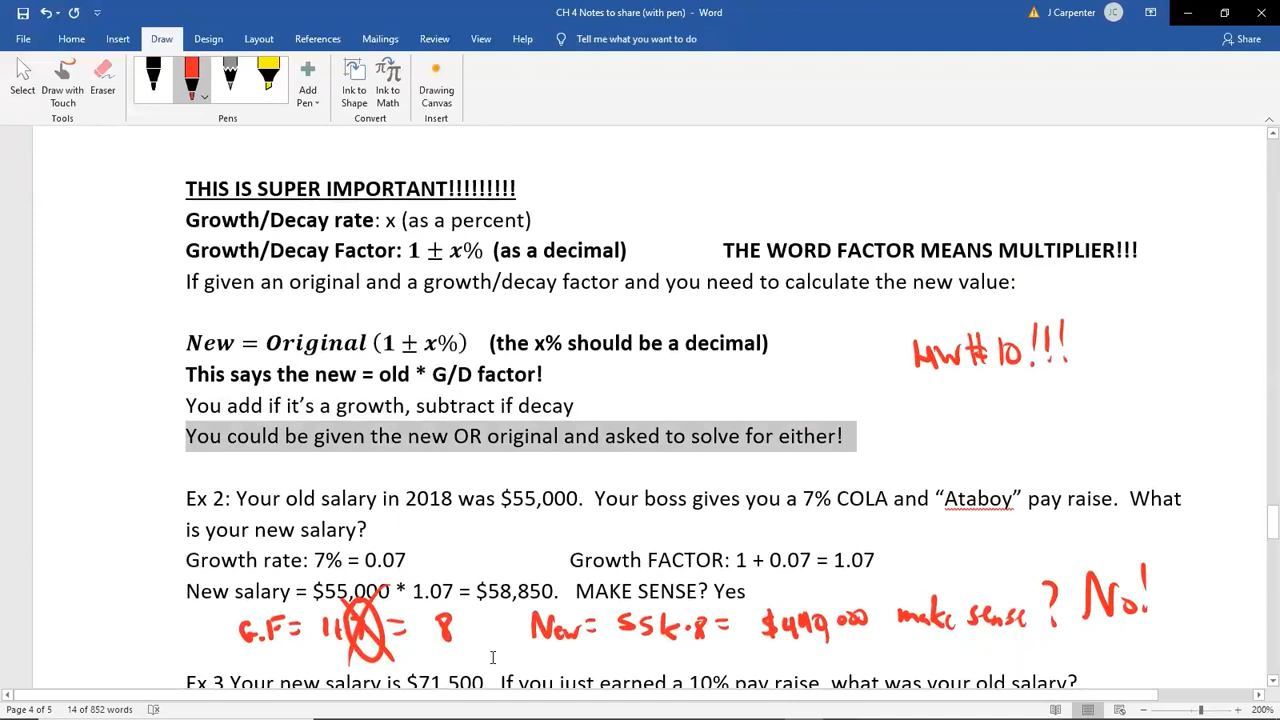 CH 4 Notes to share (with pen) - Word
J Carpenter JC
File Home Insert Draw Design Layout References Mailings Review View Help Tell me what you want to do Share
Select Draw with Touch Eraser Add Pen Ink to Shape Ink to Math Drawing Canvas
Tools Pens Convert Insert
THIS IS SUPER IMPORTANT!!!!!!!!!
Growth/Decay rate: x (as a percent)
Growth/Decay Factor: 1 ± x% (as a decimal) THE WORD FACTOR MEANS MULTIPLIER!!!
If given an original and a growth/decay factor and you need to calculate the new value:
New = Original (1 ± x%) (the x% should be a decimal)
HW # 10!!!
This says the new = old * G/D factor!
You add if it's a growth, subtract if decay
You could be given the new OR original and asked to solve for either!
Ex 2: Your old salary in 2018 was $55,000. Your boss gives you a 7% COLA and “Ataboy” pay raise. What
is your new salary?
Growth rate: 7% = 0.07 Growth FACTOR: 1 + 0.07 = 1.07
New salary = $55,000 * 1.07 = $58,850. MAKE SENSE? Yes
G.F = = 8 New = 55k·8 = $440,000 make sense? No!
Ex 3 Your new salary is $71,500. If you just earned a 10% pay raise, what was your old salary?
Page 4 of 5 14 of 852 words 200%